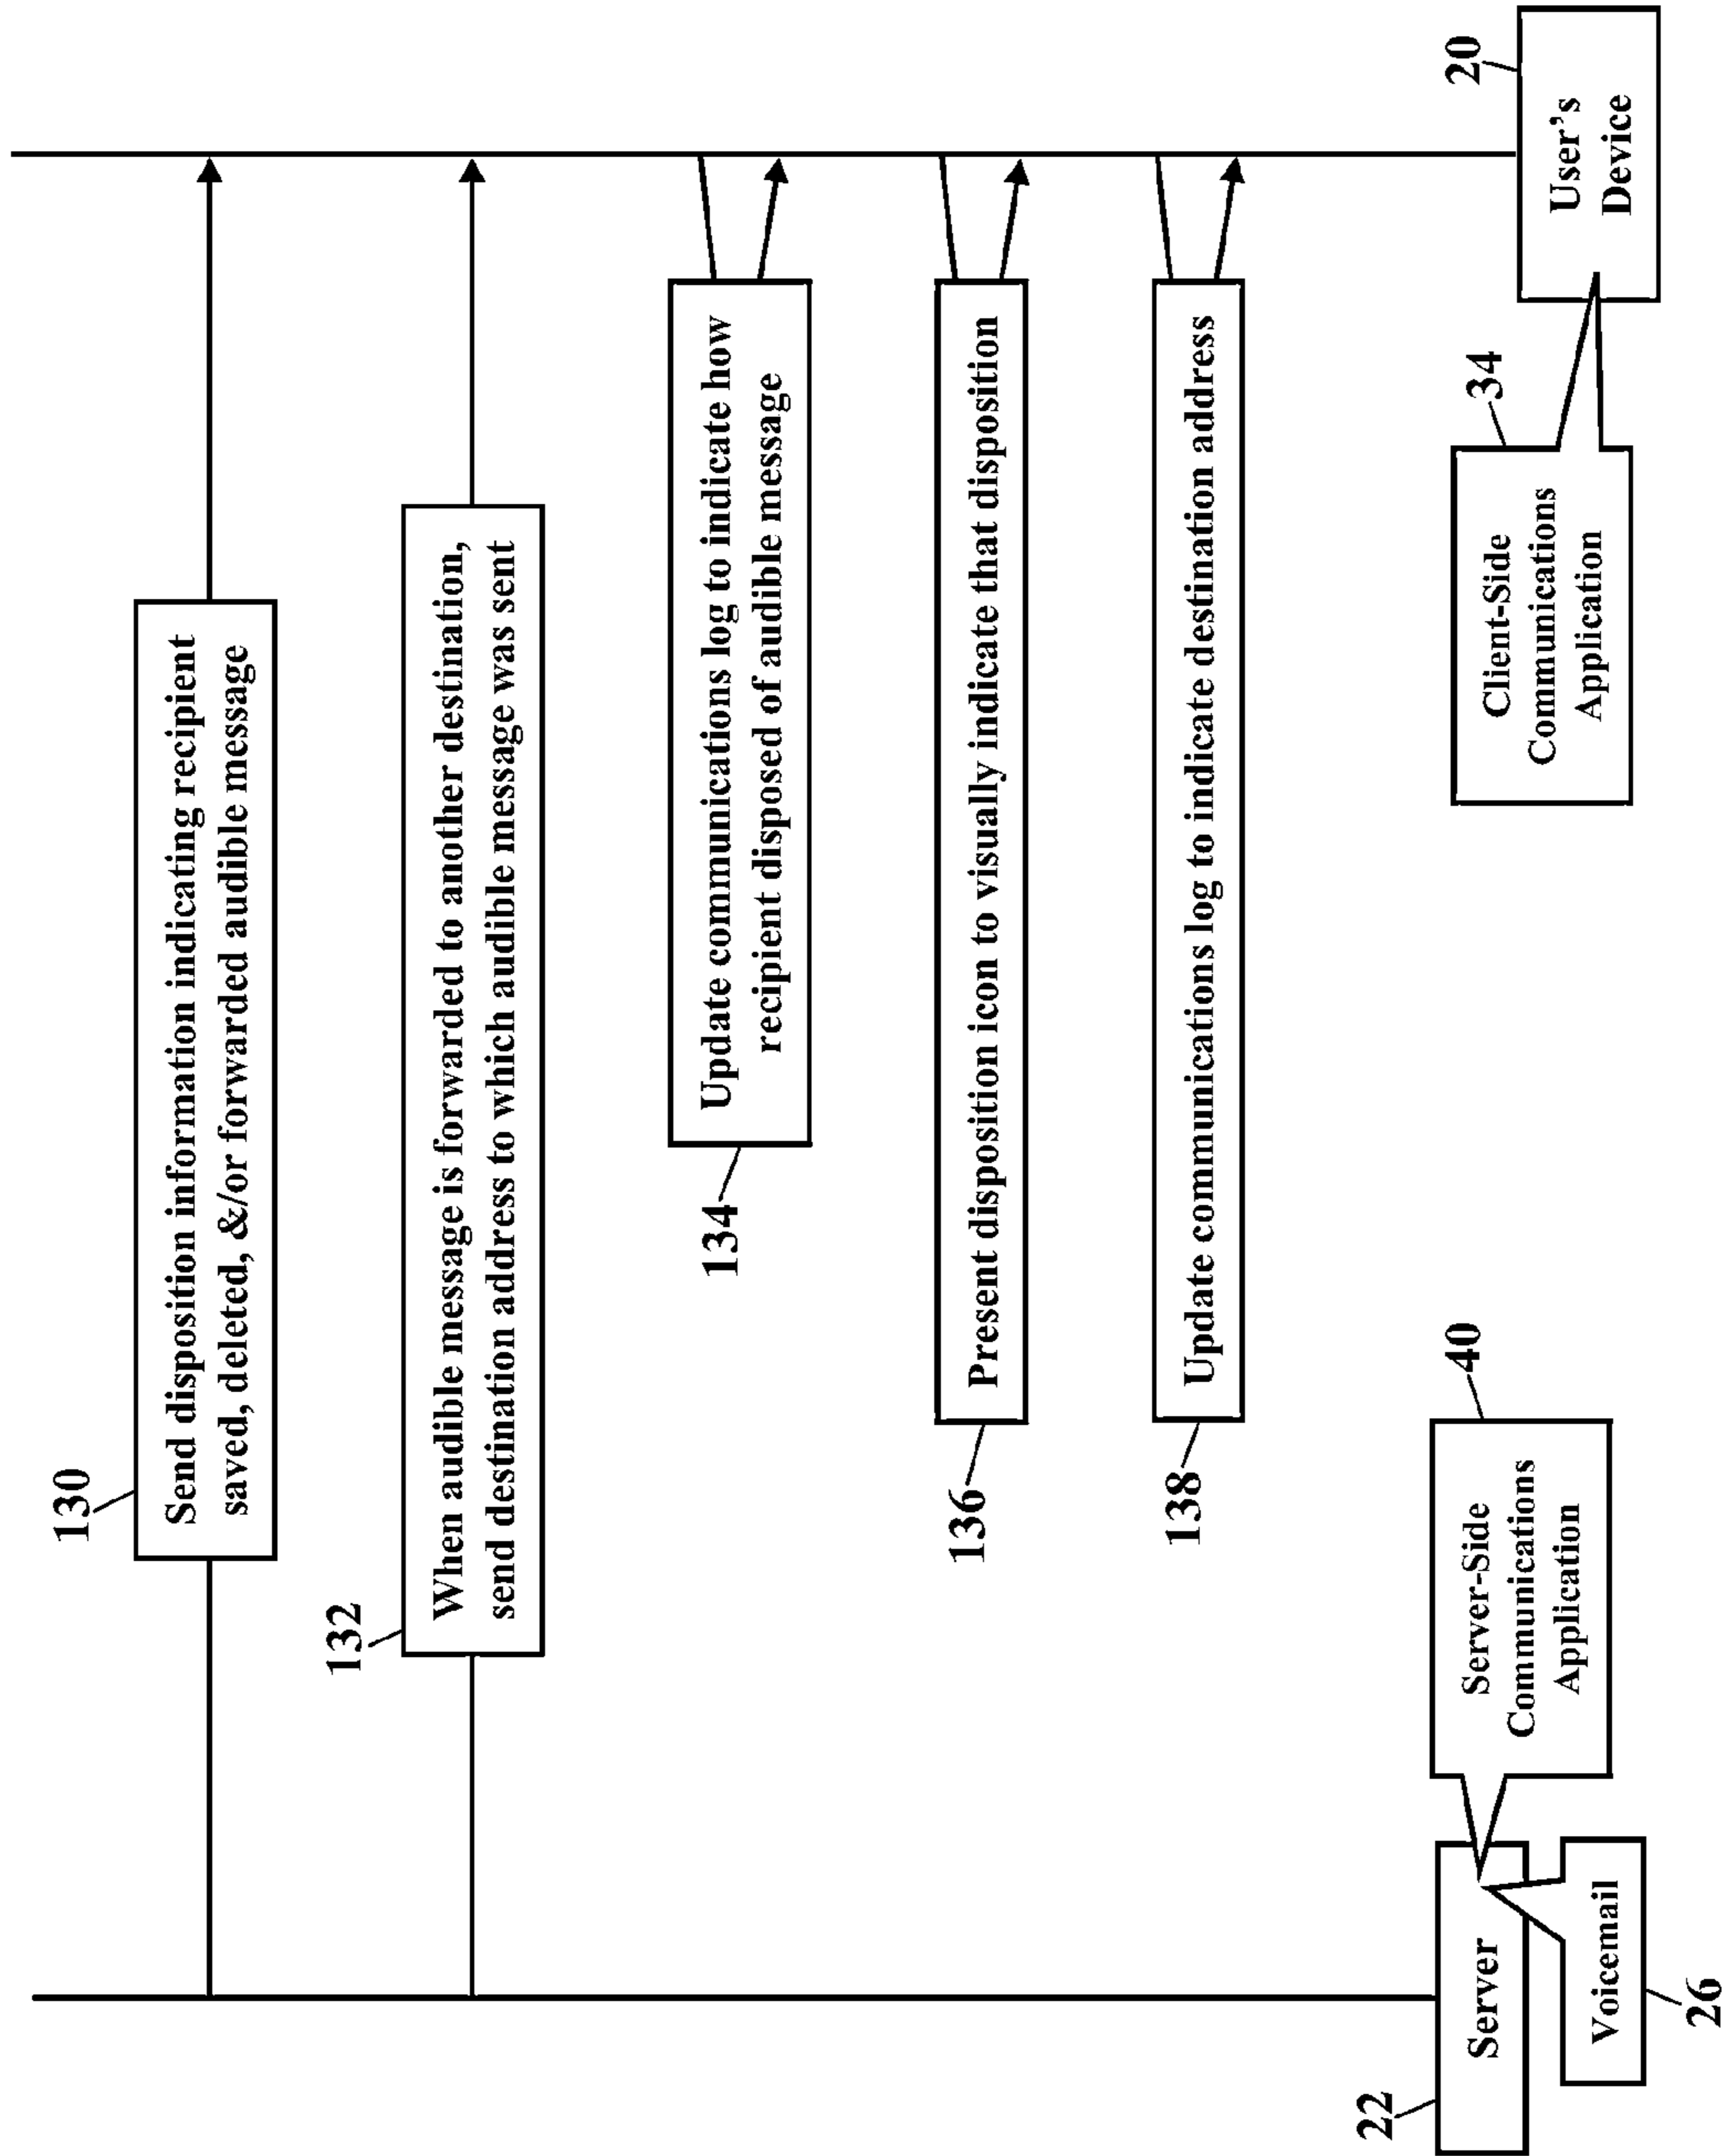 130
Send disposition information indicating recipient
saved, deleted, &/or forwarded audible message
132
When audible message is forwarded to another destination,
send destination address to which audible message was sent
134
Update communications log to indicate how
recipient disposed of audible message
136
Present disposition icon to visually indicate that disposition
138
Update communications log to indicate destination address
22
Server
Voicemail
26
40
Server-Side
Communications
Application
34
Client-Side
Communications
Application
20
User's
Device